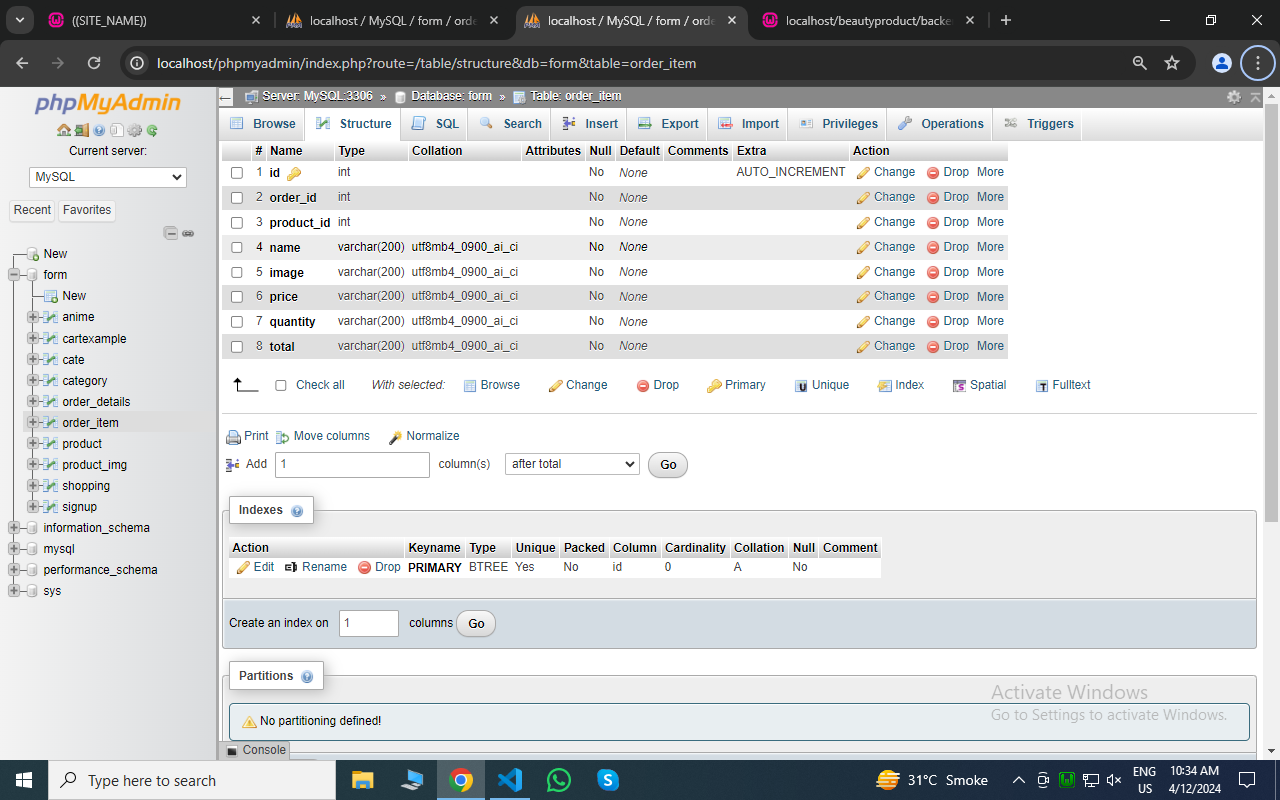 ((SITE_NAME))
localhost / MySQL / form / orde
localhost / MySQL / form / orde
localhost/beautyproduct/backe
localhost/phpmyadmin/index.php?route=/table/structure&db=form&table=order_item
phpMyAdmin
Current server:
MySQL
Recent Favorites
New
form
New
anime
cartexample
cate
category
order_details
order_item
product
product_img
shopping
signup
information_schema
mysql
performance_schema
sys
Server: MySQL:3306 » Database: form » Table: order_item
Browse Structure SQL Search Insert Export Import Privileges Operations Triggers
# Name Type Collation Attributes Null Default Comments Extra Action
1 id int No None AUTO_INCREMENT Change Drop More
2 order_id int No None Change Drop More
3 product_id int No None Change Drop More
4 name varchar(200) utf8mb4_0900_ai_ci No None Change Drop More
5 image varchar(200) utf8mb4_0900_ai_ci No None Change Drop More
6 price varchar(200) utf8mb4_0900_ai_ci No None Change Drop More
7 quantity varchar(200) utf8mb4_0900_ai_ci No None Change Drop More
8 total varchar(200) utf8mb4_0900_ai_ci No None Change Drop More
Check all With selected: Browse Change Drop Primary Unique Index Spatial Fulltext
Print Move columns Normalize
Add 1 column(s) after total Go
Indexes
Action Keyname Type Unique Packed Column Cardinality Collation Null Comment
Edit Rename Drop PRIMARY BTREE Yes No id 0 A No
Create an index on 1 columns Go
Partitions
No partitioning defined!
Console
Activate Windows
Go to Settings to activate Windows.
Type here to search
31°C Smoke
ENG
US
10:34 AM
4/12/2024